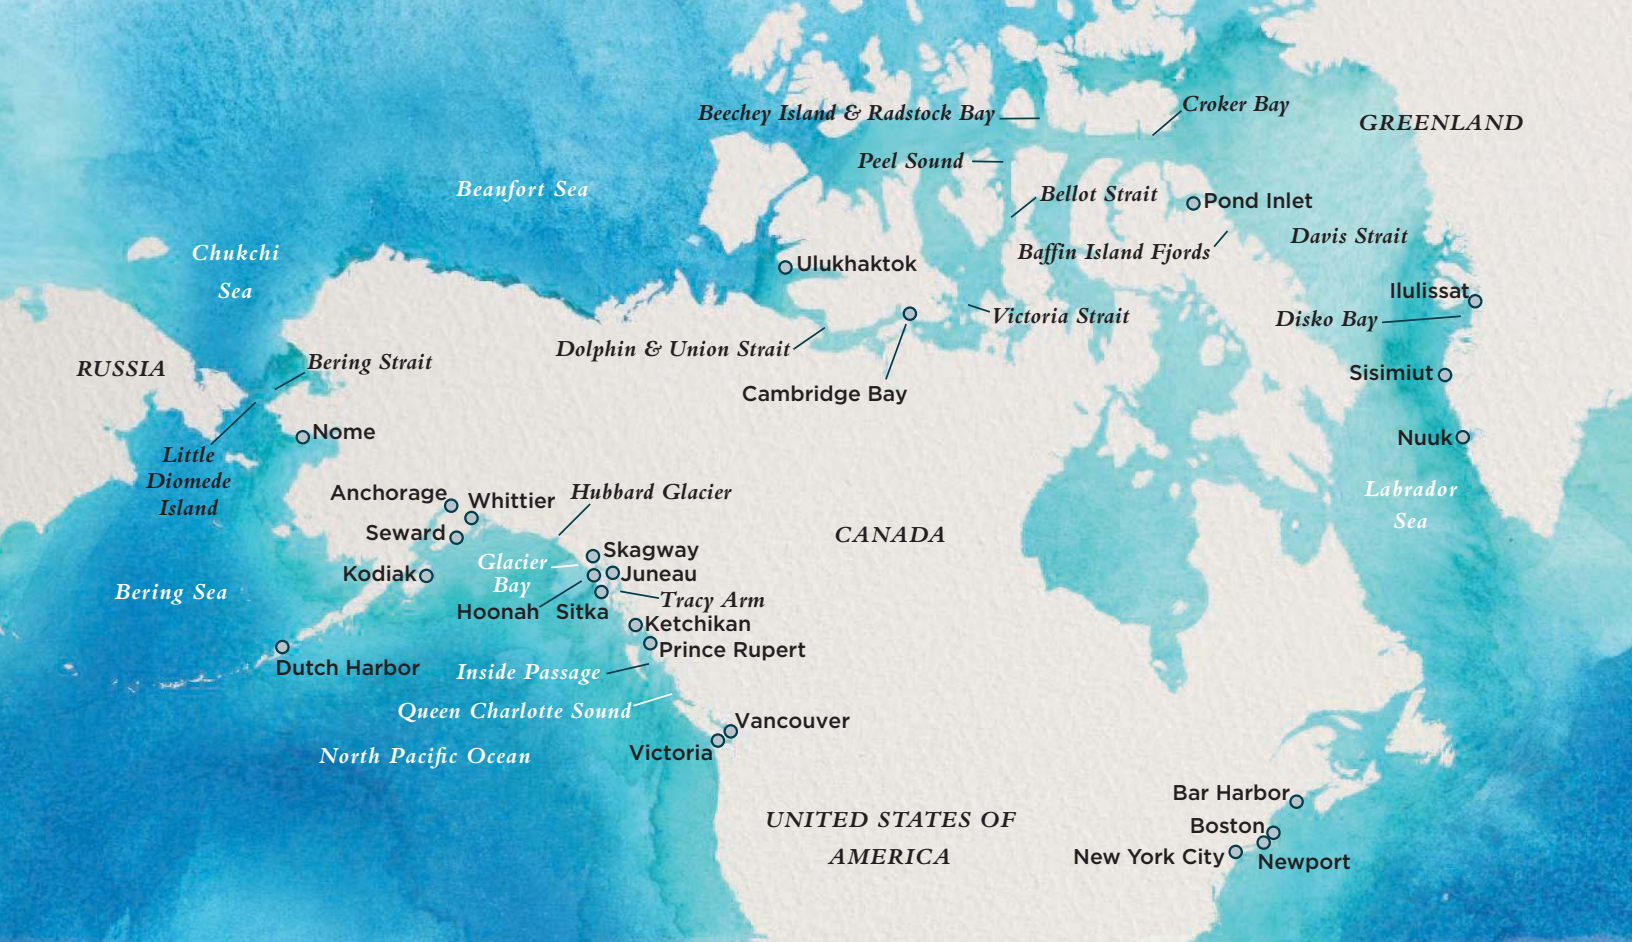 Beechey Island & Radstock Bay
Croker Bay
GREENLAND
Peel Sound
Beaufort Sea
Bellot Strait
Pond Inlet
Davis Strait
Chukchi
Sea
Baffin Island Fjords
Ulukhaktok
Ilulissat
Victoria Strait
Disko Bay
Dolphin & Union Strait
Bering Strait
RUSSIA
Sisimiut
Cambridge Bay
Nome
Nuuk
Little
Diomede
Island
Anchorage
Whittier
Hubbard Glacier
Labrador
Sea
Seward
CANADA
Skagway
Glacier
Bay
Kodiak
Juneau
Bering Sea
Tracy Arm
Hoonah
Sitka
Ketchikan
Prince Rupert
Dutch Harbor
Inside Passage
Queen Charlotte Sound
Vancouver
Victoria
North Pacific Ocean
Bar Harbor
UNITED STATES OF
AMERICA
Boston
New York City
Newport